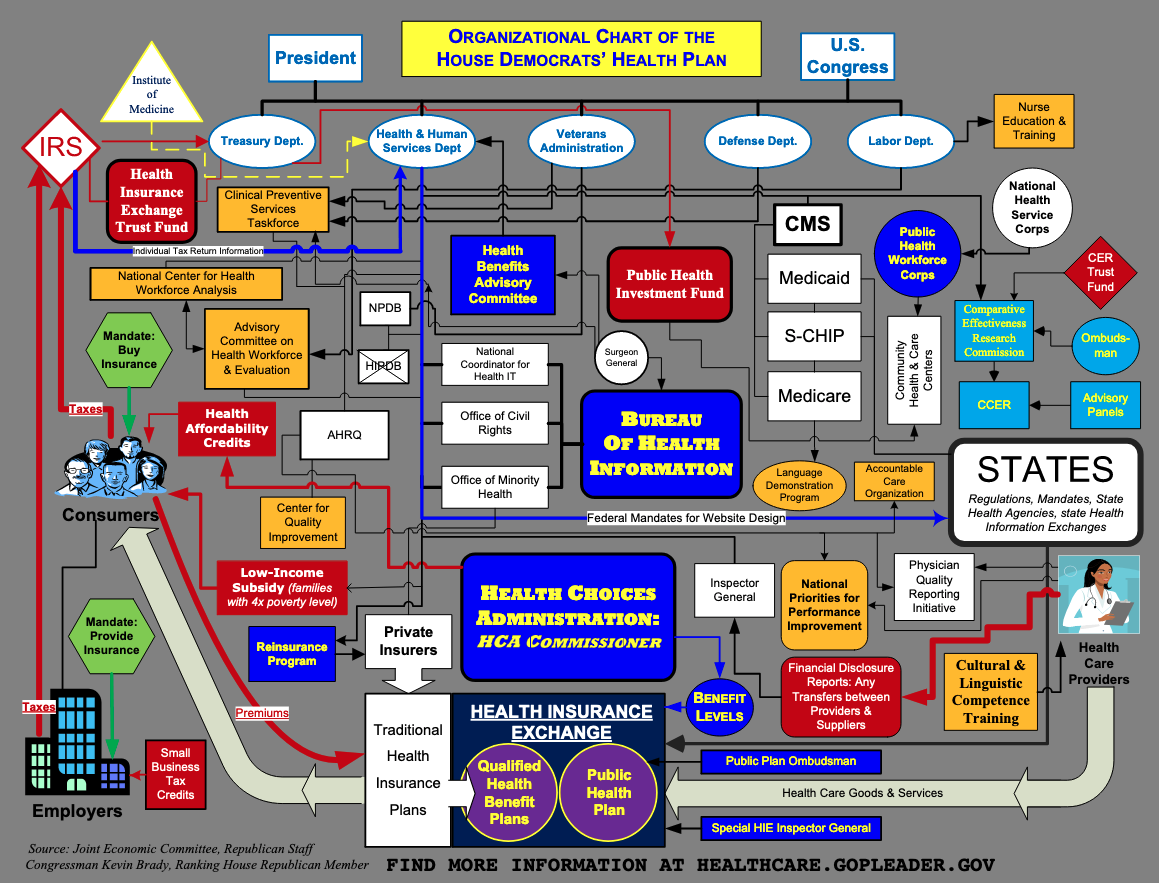 ORGANIZATIONAL CHART OF THE
HOUSE DEMOCRATS' HEALTH PLAN
President
U.S.
Congress
Institute
of
Medicine
IRS
Treasury Dept.
Health & Human
Services Dept
Veterans
Administration
Defense Dept.
Labor Dept.
Nurse
Education &
Training
Health
Insurance
Exchange
Trust Fund
Clinical Preventive
Services
Taskforce
CMS
National
Health
Service
Corps
Public
Health
Workforce
Corps
CER
Trust
Fund
Individual Tax Return Information
Health
Benefits
Advisory
Committee
Public Health
Investment Fund
Medicaid
S-CHIP
Medicare
National Center for Health
Workforce Analysis
NPDB
HIPDB
Advisory
Committee on
Health Workforce
& Evaluation
Mandate:
Buy
Insurance
National
Coordinator for
Health IT
Office of Civil
Rights
Office of Minority
Health
Surgeon
General
Community
Health & Care
Centers
Comparative
Effectiveness
Research
Commission
Ombuds-
man
CCER
Advisory
Panels
Taxes
Health
Affordability
Credits
AHRQ
BUREAU
OF HEALTH
INFORMATION
Language
Demonstration
Program
Accountable
Care
Organization
STATES
Regulations, Mandates, State
Health Agencies, state Health
Information Exchanges
Consumers
Center for
Quality
Improvement
Federal Mandates for Website Design
Low-Income
Subsidy (families
with 4x poverty level)
HEALTH CHOICES
ADMINISTRATION:
HCA COMMISSIONER
Inspector
General
National
Priorities for
Performance
Improvement
Physician
Quality
Reporting
Initiative
Mandate:
Provide
Insurance
Reinsurance
Program
Private
Insurers
Health
Care
Providers
Financial Disclosure
Reports: Any
Transfers between
Providers &
Suppliers
Cultural &
Linguistic
Competence
Training
BENEFIT
LEVELS
Taxes
Premiums
Traditional
Health
Insurance
Plans
HEALTH INSURANCE
EXCHANGE
Qualified
Health
Benefit
Plans
Public
Health
Plan
Public Plan Ombudsman
Health Care Goods & Services
Special HIE Inspector General
Small
Business
Tax
Credits
Employers
Source: Joint Economic Committee, Republican Staff
Congressman Kevin Brady, Ranking House Republican Member
FIND MORE INFORMATION AT HEALTHCARE.GOPLEADER.GOV